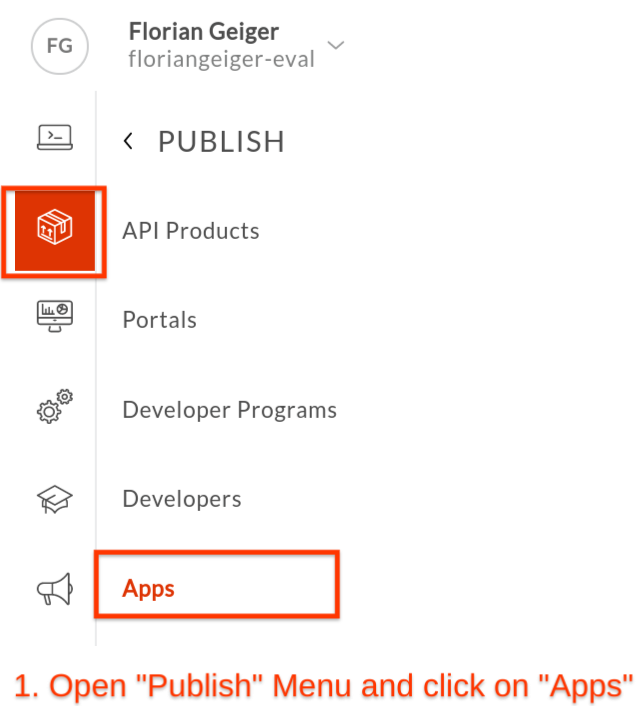 FG
Florian Geiger
floriangeiger-eval
PUBLISH
API Products
Portals
Developer Programs
Developers
Apps
1. Open "Publish" Menu and click on "Apps"